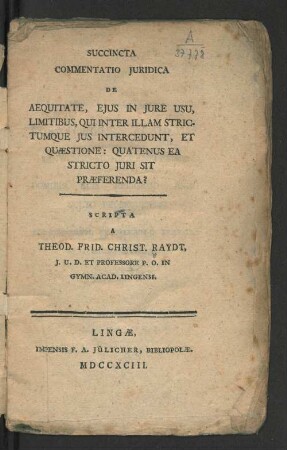 A
37778
SUCCINCTA
COMMENTATIO JURIDICA
DE
AEQUITATE, EJUS IN JURE USU,
LIMITIBUS, QUI INTER ILLAM STRIC-
TUMQUE JUS INTERCEDUNT, ET
QUÆSTIONE: QUATENUS EA
STRICTO JURI SIT
PRÆFERENDA?
SCRIPTA
A
THEOD. FRID. CHRIST. RAYDT,
J. U. D. ET PROFESSORE P. O. IN
GYMN. ACAD. LINGENSI.
LINGÆ,
IMPENSIS F. A. JÜLICHER, BIBLIOPOLÆ.
MDCCXCIII.